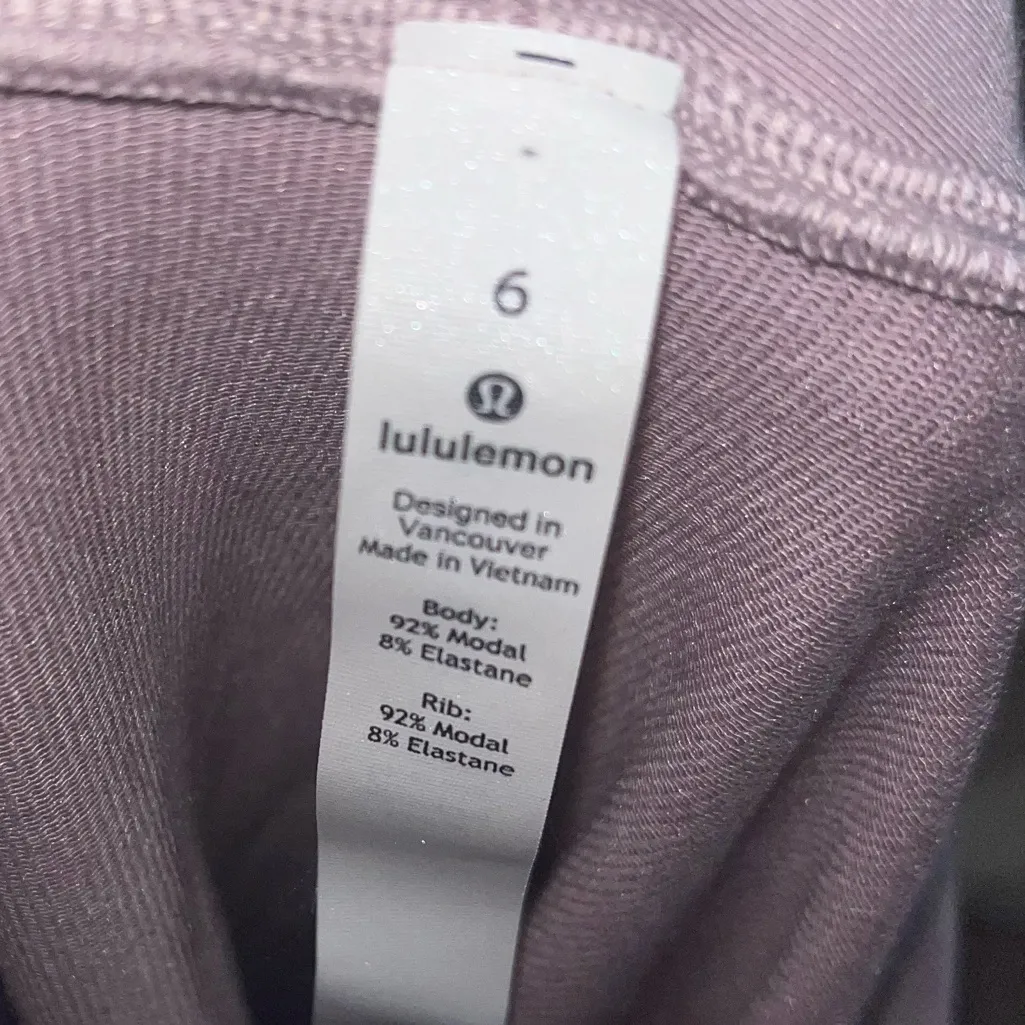 6
lululemon
Designed in
Vancouver
Made in Vietnam
Body:
92% Modal
8% Elastane
Rib:
92% Modal
8% Elastane